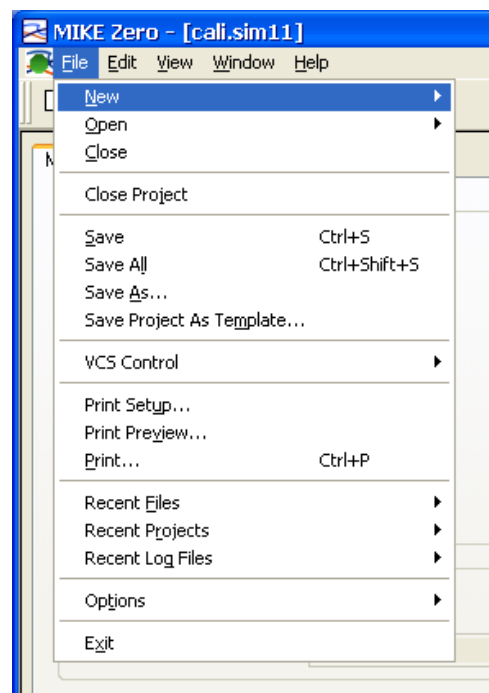 MIKE Zero - [cali.sim11]
File Edit View Window Help
New
Open
Close
Close Project
Save Ctrl+S
Save All Ctrl+Shift+S
Save As...
Save Project As Template...
VCS Control
Print Setup...
Print Preview...
Print... Ctrl+P
Recent Files
Recent Projects
Recent Log Files
Options
Exit